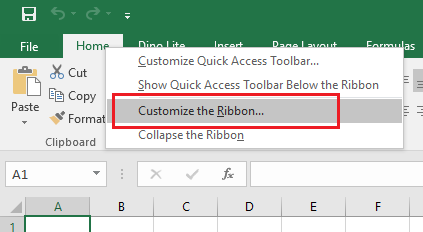 File Home Dino Lite Insert Page Layout Formulas
Customize Quick Access Toolbar...
Cut
Show Quick Access Toolbar Below the Ribbon
Copy
Paste
Customize the Ribbon...
Format
Collapse the Ribbon
Clipboard
A1
fx
A B C D E F
1